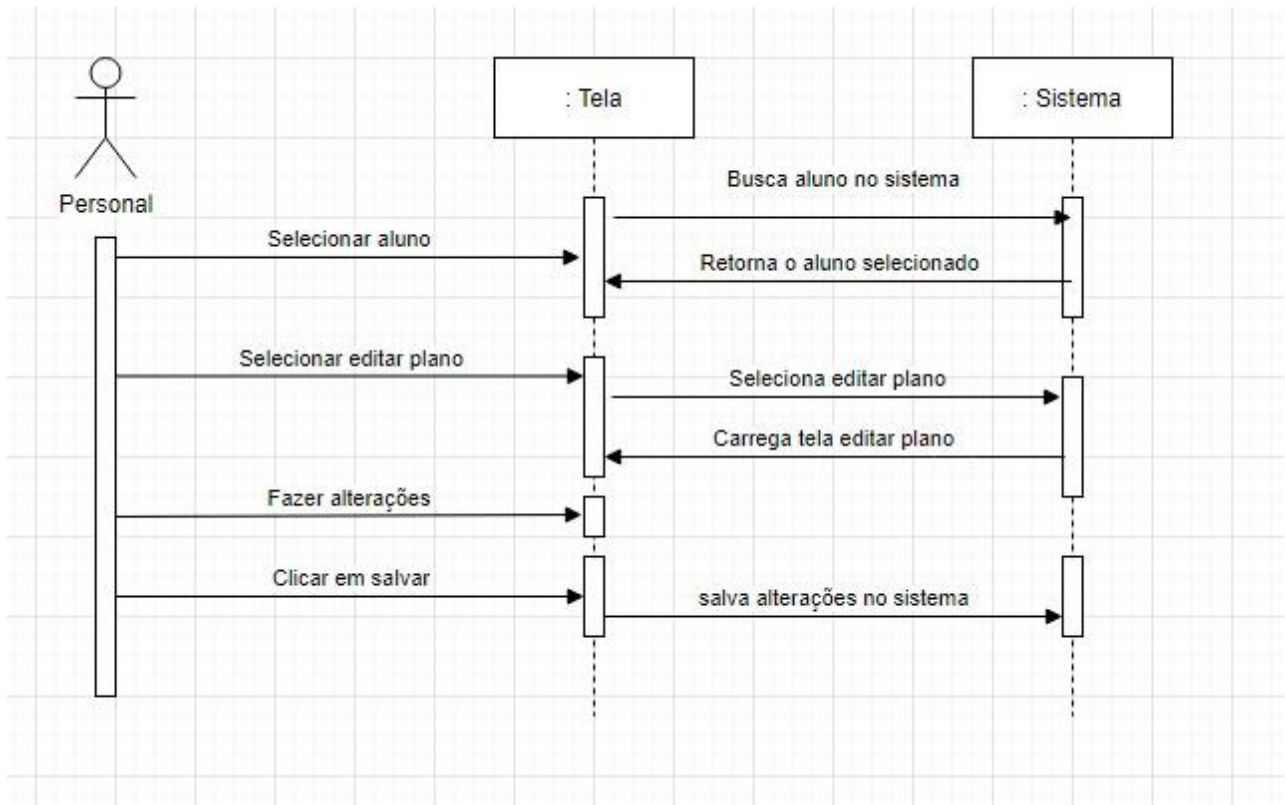 : Tela
: Sistema
Personal
Busca aluno no sistema
Selecionar aluno
Retorna o aluno selecionado
Selecionar editar plano
Seleciona editar plano
Carrega tela editar plano
Fazer alterações
Clicar em salvar
salva alterações no sistema